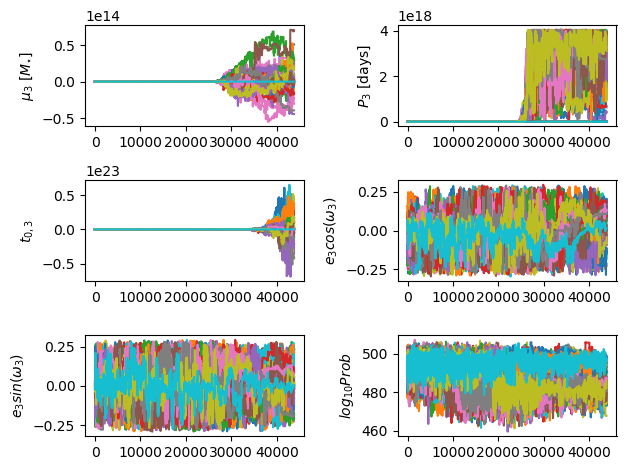 1e14
μ₃ [M⋆]
0.5
0.0
−0.5
0 10000 20000 30000 40000
1e18
P₃ [days]
4
2
0
0 10000 20000 30000 40000
1e23
t₀,₃
0.5
0.0
−0.5
0 10000 20000 30000 40000
e₃cos(ω₃)
0.25
0.00
−0.25
0 10000 20000 30000 40000
e₃sin(ω₃)
0.25
0.00
−0.25
0 10000 20000 30000 40000
log₁₀Prob
500
480
460
0 10000 20000 30000 40000